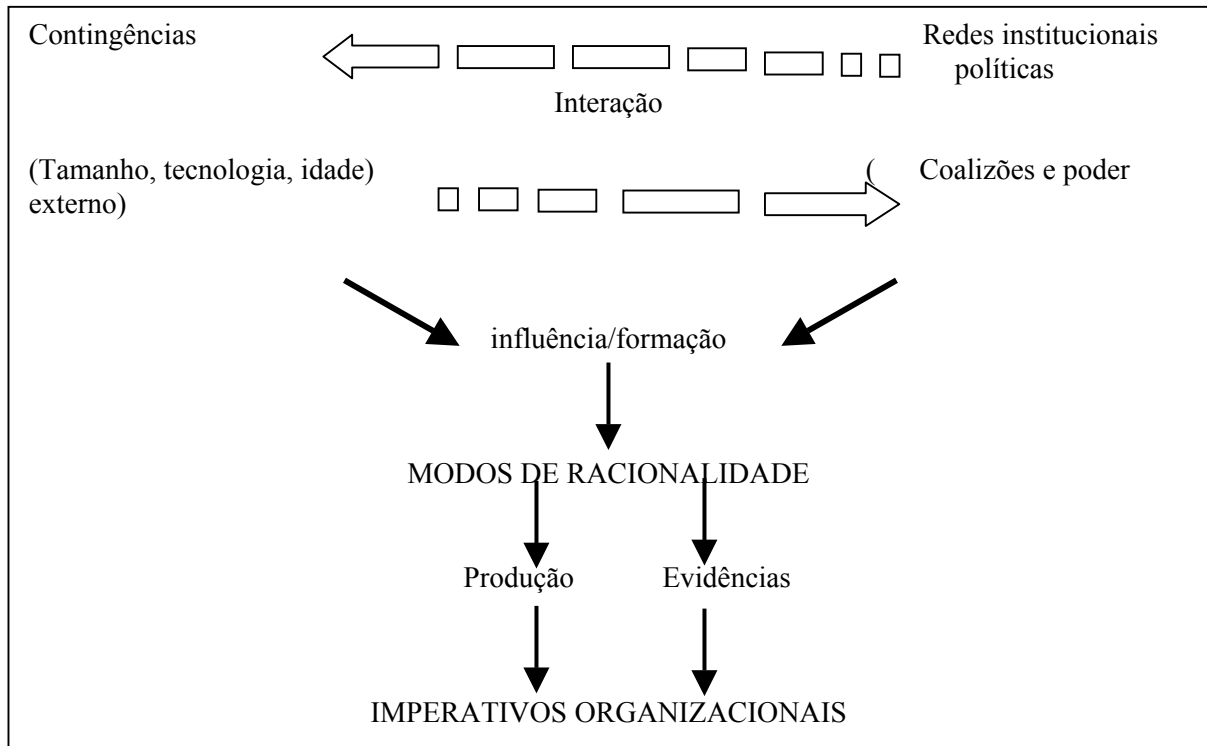 Contingências
Redes institucionais
políticas
Interação
(Tamanho, tecnologia, idade)
( Coalizões e poder
externo)
influência/formação
MODOS DE RACIONALIDADE
Produção
Evidências
IMPERATIVOS ORGANIZACIONAIS